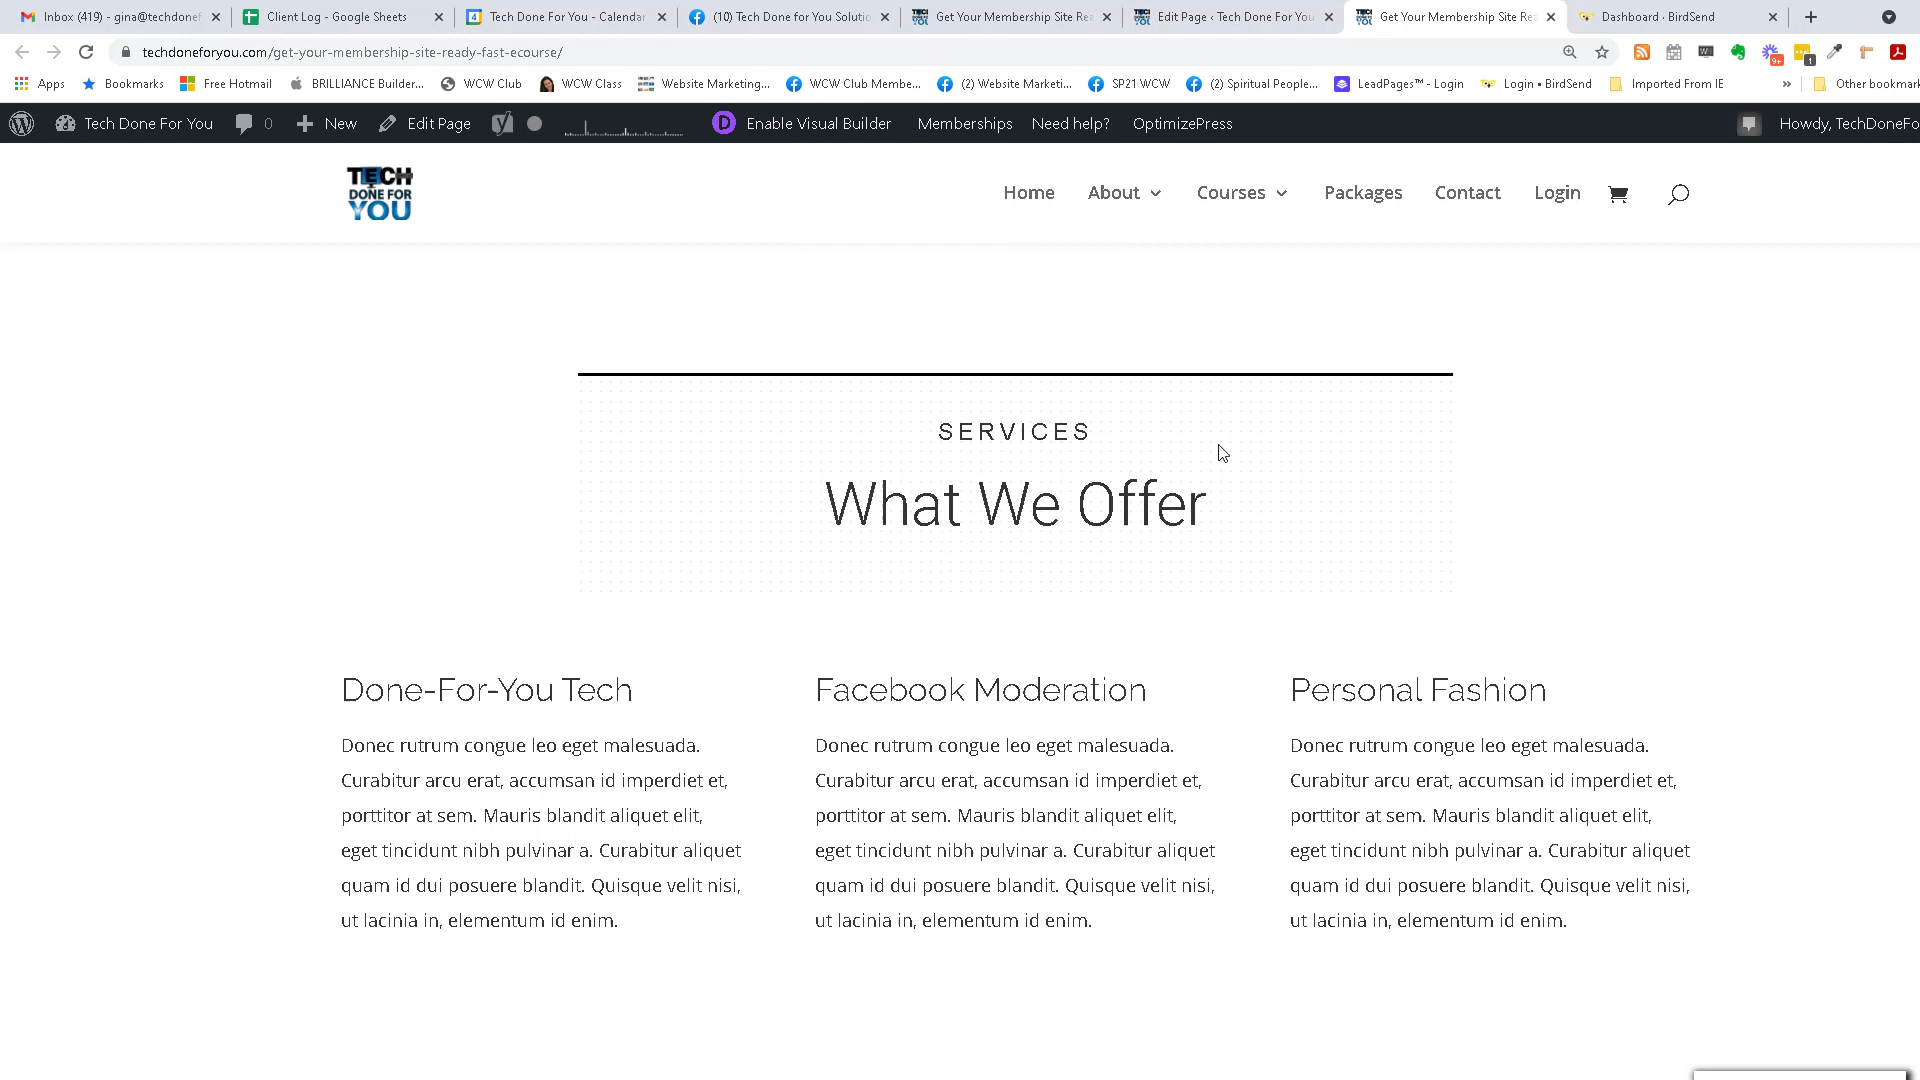 Inbox (419) - gina@techdonef
Client Log - Google Sheets
Tech Done For You - Calendar
(10) Tech Done for You Solutio
Get Your Membership Site Rea
Edit Page ‹ Tech Done For You
Get Your Membership Site Rea
Dashboard · BirdSend
techdoneforyou.com/get-your-membership-site-ready-fast-ecourse/
9+
1
Apps
Bookmarks
Free Hotmail
BRILLIANCE Builder...
WCW Club
WCW Class
Website Marketing...
WCW Club Membe...
(2) Website Marketi...
SP21 WCW
(2) Spiritual People...
LeadPages™ - Login
Login • BirdSend
Imported From IE
»
Other bookmark
Tech Done For You
0
New
Edit Page
D
Enable Visual Builder
Memberships
Need help?
OptimizePress
Howdy, TechDoneFo
TECH
DONE FOR
YOU
Home
About
Courses
Packages
Contact
Login
SERVICES
What We Offer
Done-For-You Tech
Donec rutrum congue leo eget malesuada.
Curabitur arcu erat, accumsan id imperdiet et,
porttitor at sem. Mauris blandit aliquet elit,
eget tincidunt nibh pulvinar a. Curabitur aliquet
quam id dui posuere blandit. Quisque velit nisi,
ut lacinia in, elementum id enim.
Facebook Moderation
Donec rutrum congue leo eget malesuada.
Curabitur arcu erat, accumsan id imperdiet et,
porttitor at sem. Mauris blandit aliquet elit,
eget tincidunt nibh pulvinar a. Curabitur aliquet
quam id dui posuere blandit. Quisque velit nisi,
ut lacinia in, elementum id enim.
Personal Fashion
Donec rutrum congue leo eget malesuada.
Curabitur arcu erat, accumsan id imperdiet et,
porttitor at sem. Mauris blandit aliquet elit,
eget tincidunt nibh pulvinar a. Curabitur aliquet
quam id dui posuere blandit. Quisque velit nisi,
ut lacinia in, elementum id enim.